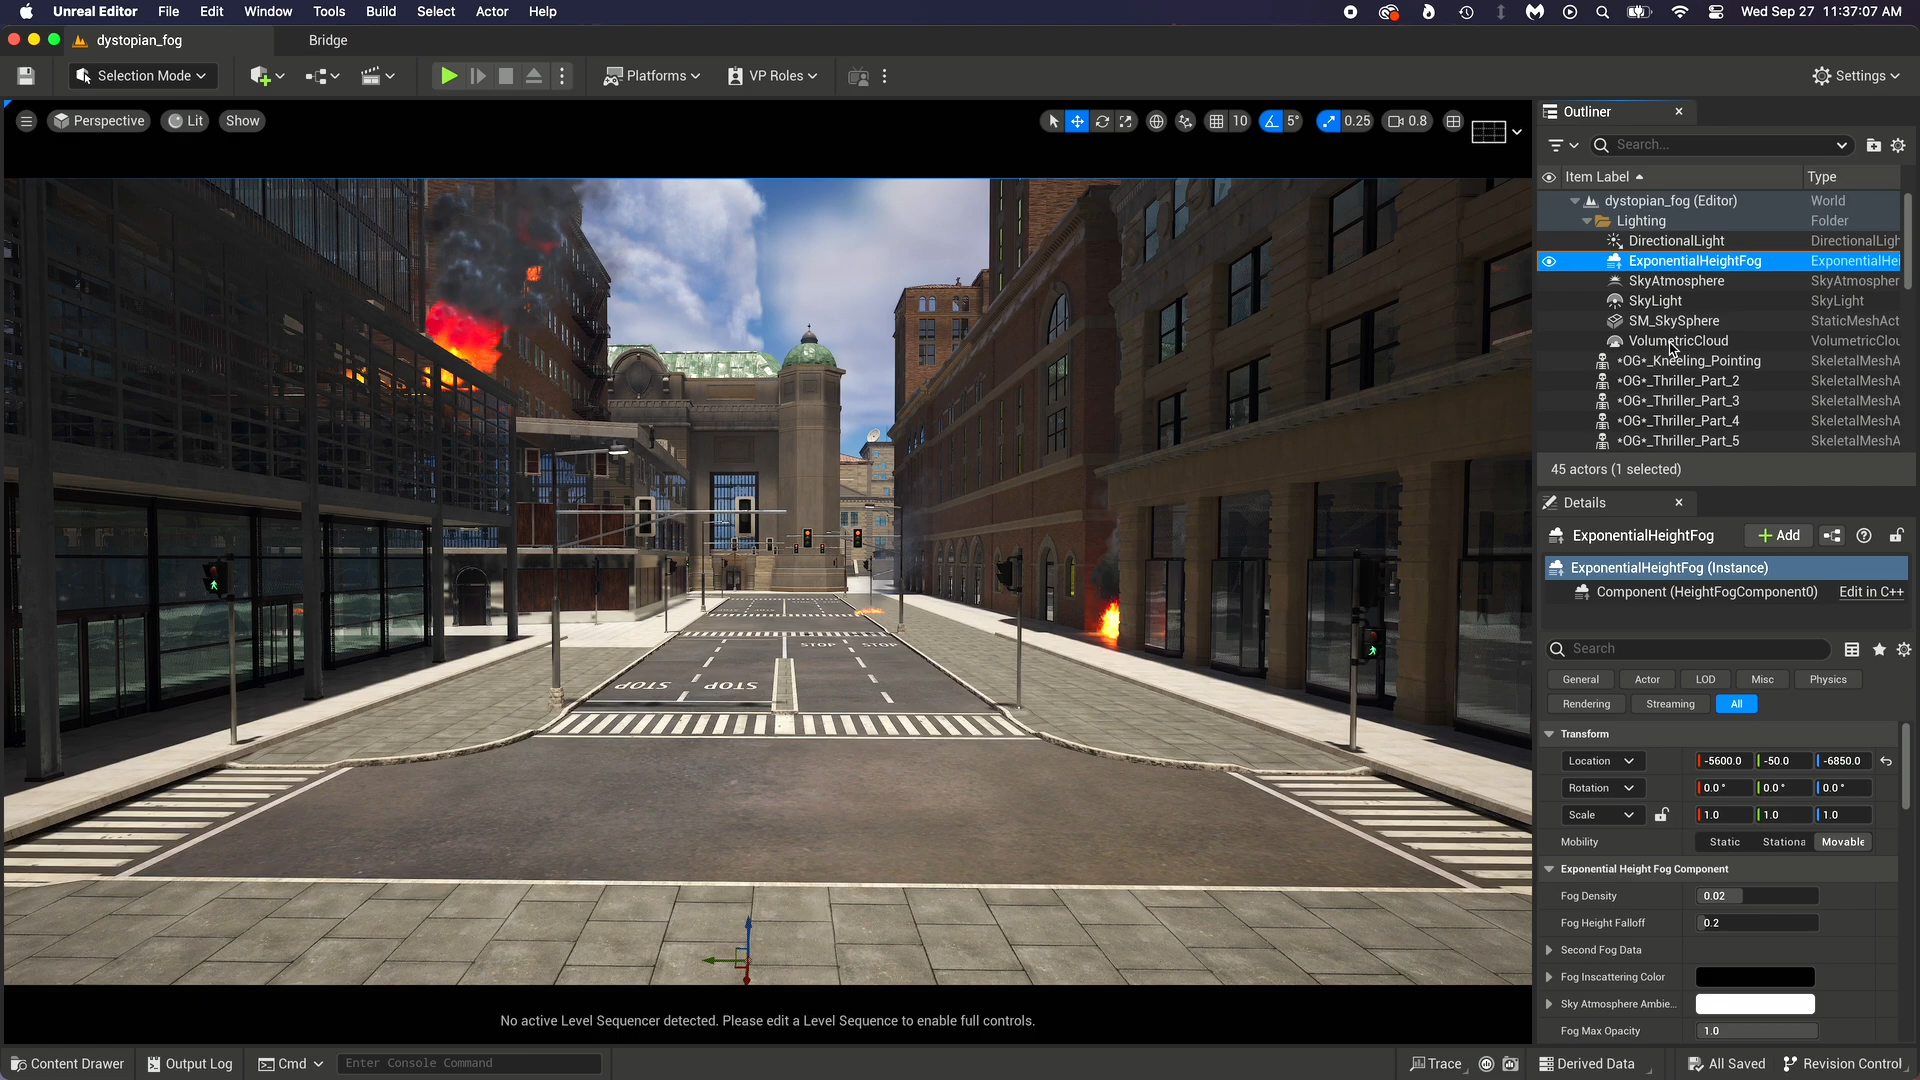 Unreal Editor File Edit Window Tools Build Select Actor Help
Wed Sep 27 11:37:07 AM
dystopian_fog
Bridge
Selection Mode
Platforms
VP Roles
Settings
Perspective
Lit
Show
10
5°
0.25
0.8
STOP STOP
STOP STOP
No active Level Sequencer detected. Please edit a Level Sequence to enable full controls.
Outliner
Search...
Item Label
Type
dystopian_fog (Editor) World
Lighting Folder
DirectionalLight DirectionalLigh
ExponentialHeightFog ExponentialHei
SkyAtmosphere SkyAtmospher
SkyLight SkyLight
SM_SkySphere StaticMeshAct
VolumetricCloud VolumetricClou
*OG*_Kneeling_Pointing SkeletalMeshA
*OG*_Thriller_Part_2 SkeletalMeshA
*OG*_Thriller_Part_3 SkeletalMeshA
*OG*_Thriller_Part_4 SkeletalMeshA
*OG*_Thriller_Part_5 SkeletalMeshA
45 actors (1 selected)
Details
ExponentialHeightFog
+ Add
ExponentialHeightFog (Instance)
Component (HeightFogComponent0) Edit in C++
Search
General Actor LOD Misc Physics
Rendering Streaming All
Transform
Location -5600.0 -50.0 -6850.0
Rotation 0.0° 0.0° 0.0°
Scale 1.0 1.0 1.0
Mobility Static Stationa Movable
Exponential Height Fog Component
Fog Density 0.02
Fog Height Falloff 0.2
Second Fog Data
Fog Inscattering Color
Sky Atmosphere Ambie...
Fog Max Opacity 1.0
Content Drawer
Output Log
Cmd
Enter Console Command
Trace
Derived Data
All Saved
Revision Control